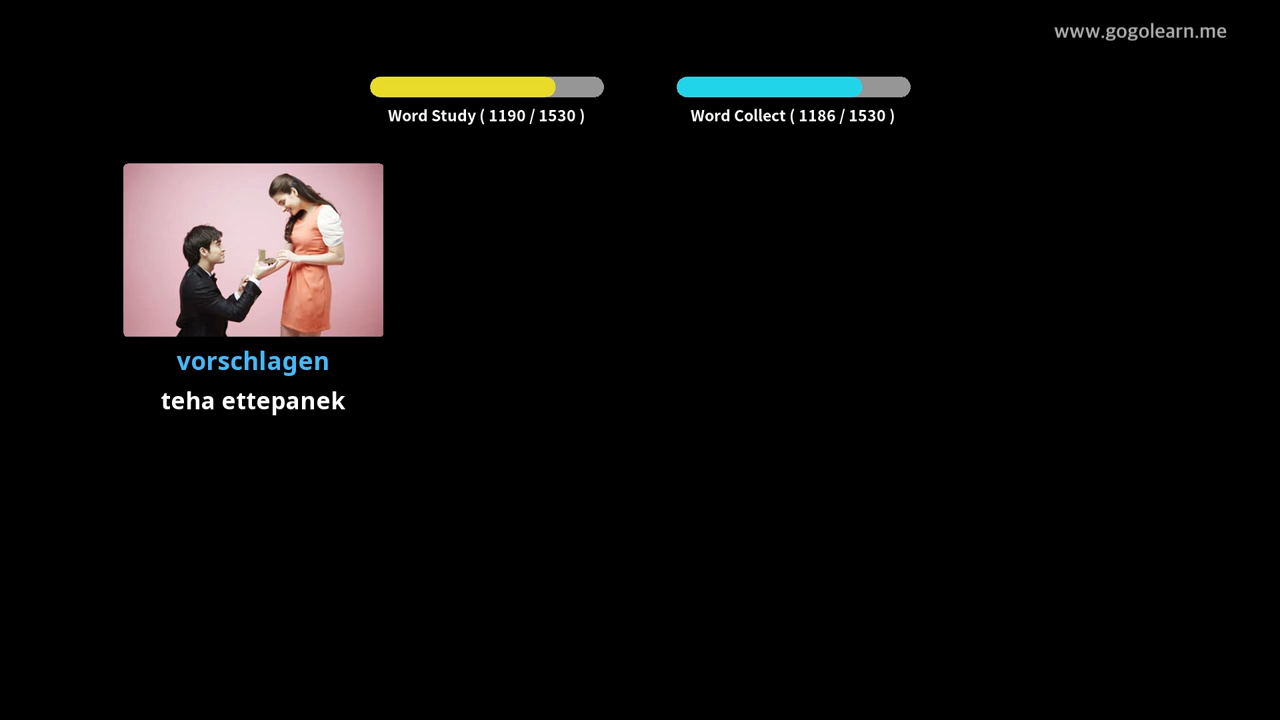 www.gogolearn.me
Word Study ( 1190 / 1530 )
Word Collect ( 1186 / 1530 )
vorschlagen
teha ettepanek